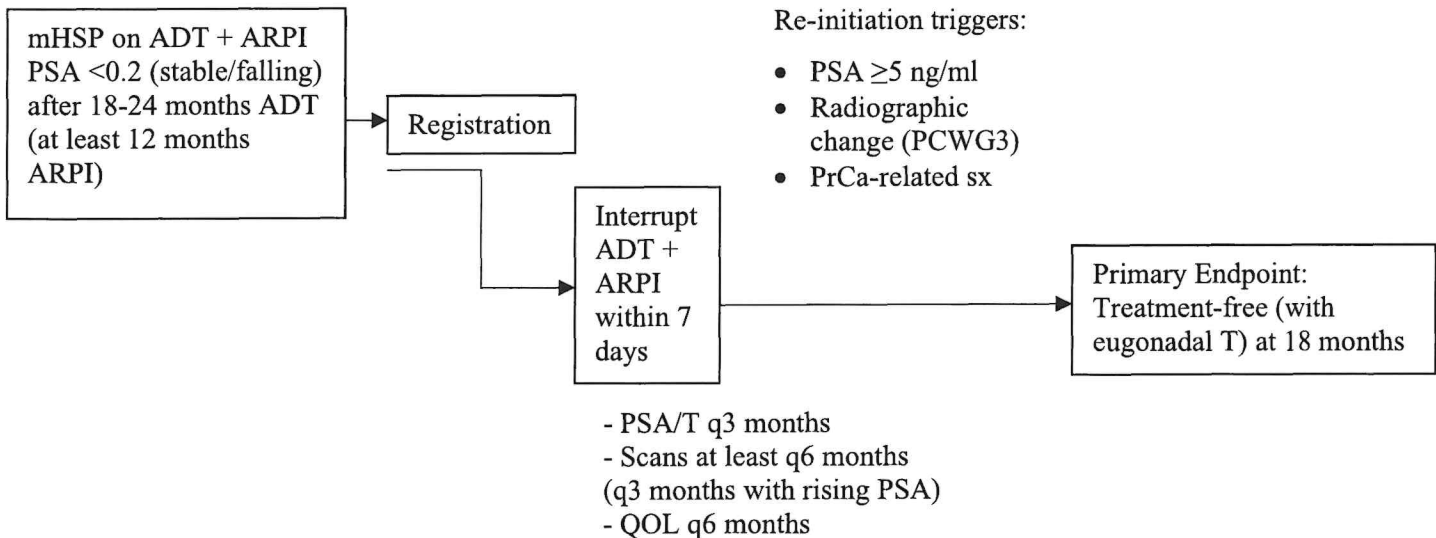 mHSP on ADT + ARPI
PSA <0.2 (stable/falling)
after 18-24 months ADT
(at least 12 months
ARPI)
Registration
Re-initiation triggers:
• PSA ≥5 ng/ml
• Radiographic
change (PCWG3)
• PrCa-related sx
Interrupt
ADT +
ARPI
within 7
days
Primary Endpoint:
Treatment-free (with
eugonadal T) at 18 months
- PSA/T q3 months
- Scans at least q6 months
(q3 months with rising PSA)
- QOL q6 months